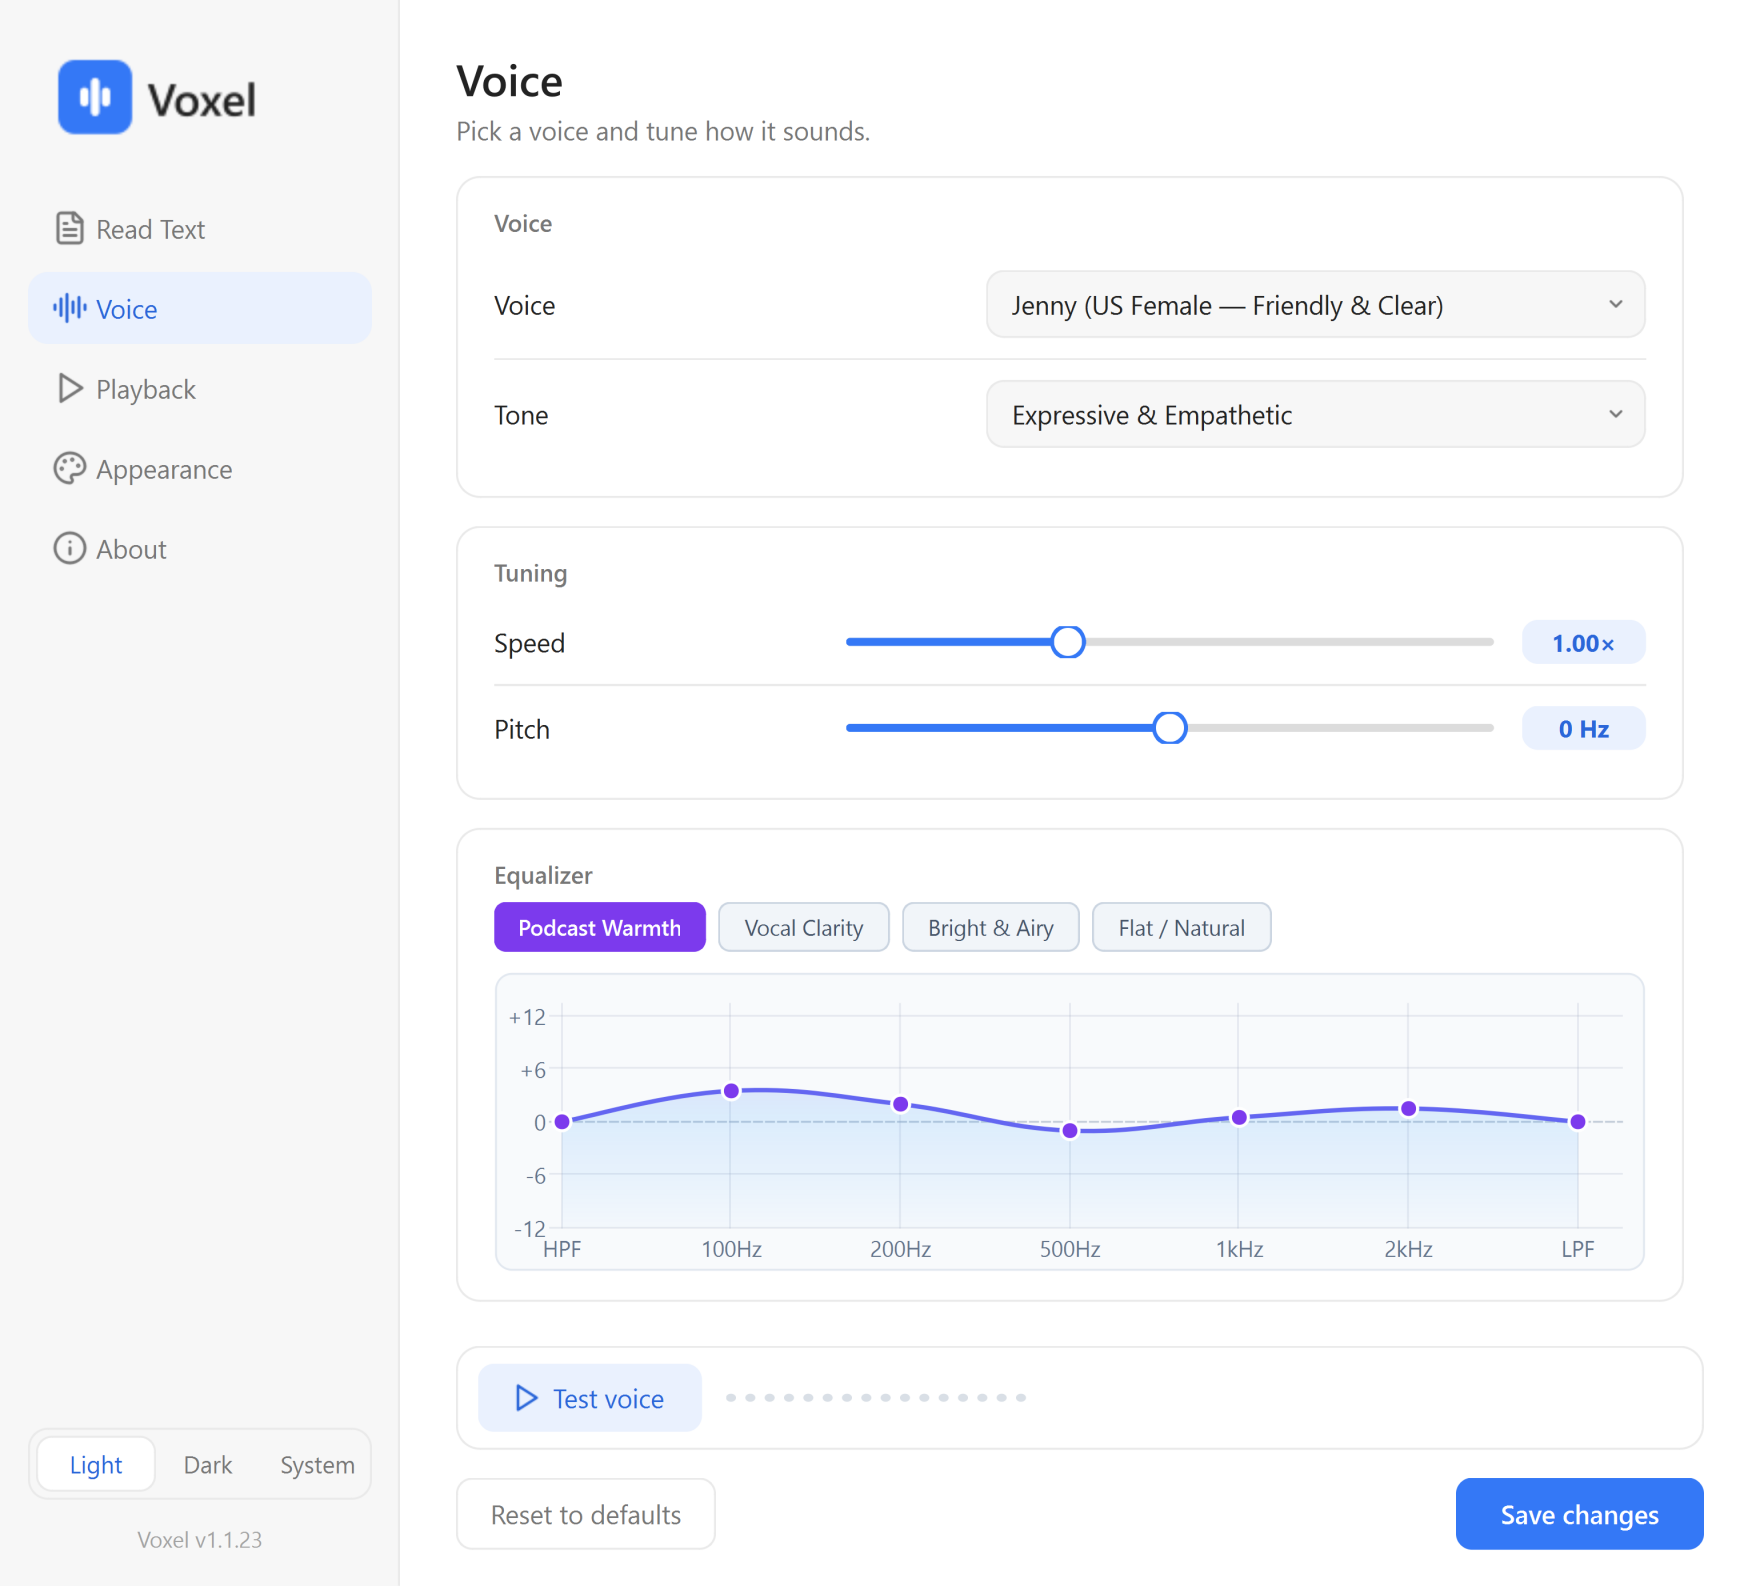 Voxel
Read Text
Voice
Playback
Appearance
About
Light Dark System
Voxel v1.1.23
Voice
Pick a voice and tune how it sounds.
Voice
Voice Jenny (US Female — Friendly & Clear)
Tone Expressive & Empathetic
Tuning
Speed 1.00×
Pitch 0 Hz
Equalizer
Podcast Warmth Vocal Clarity Bright & Airy Flat / Natural
+12
+6
0
-6
-12
HPF 100Hz 200Hz 500Hz 1kHz 2kHz LPF
Test voice
Reset to defaults Save changes